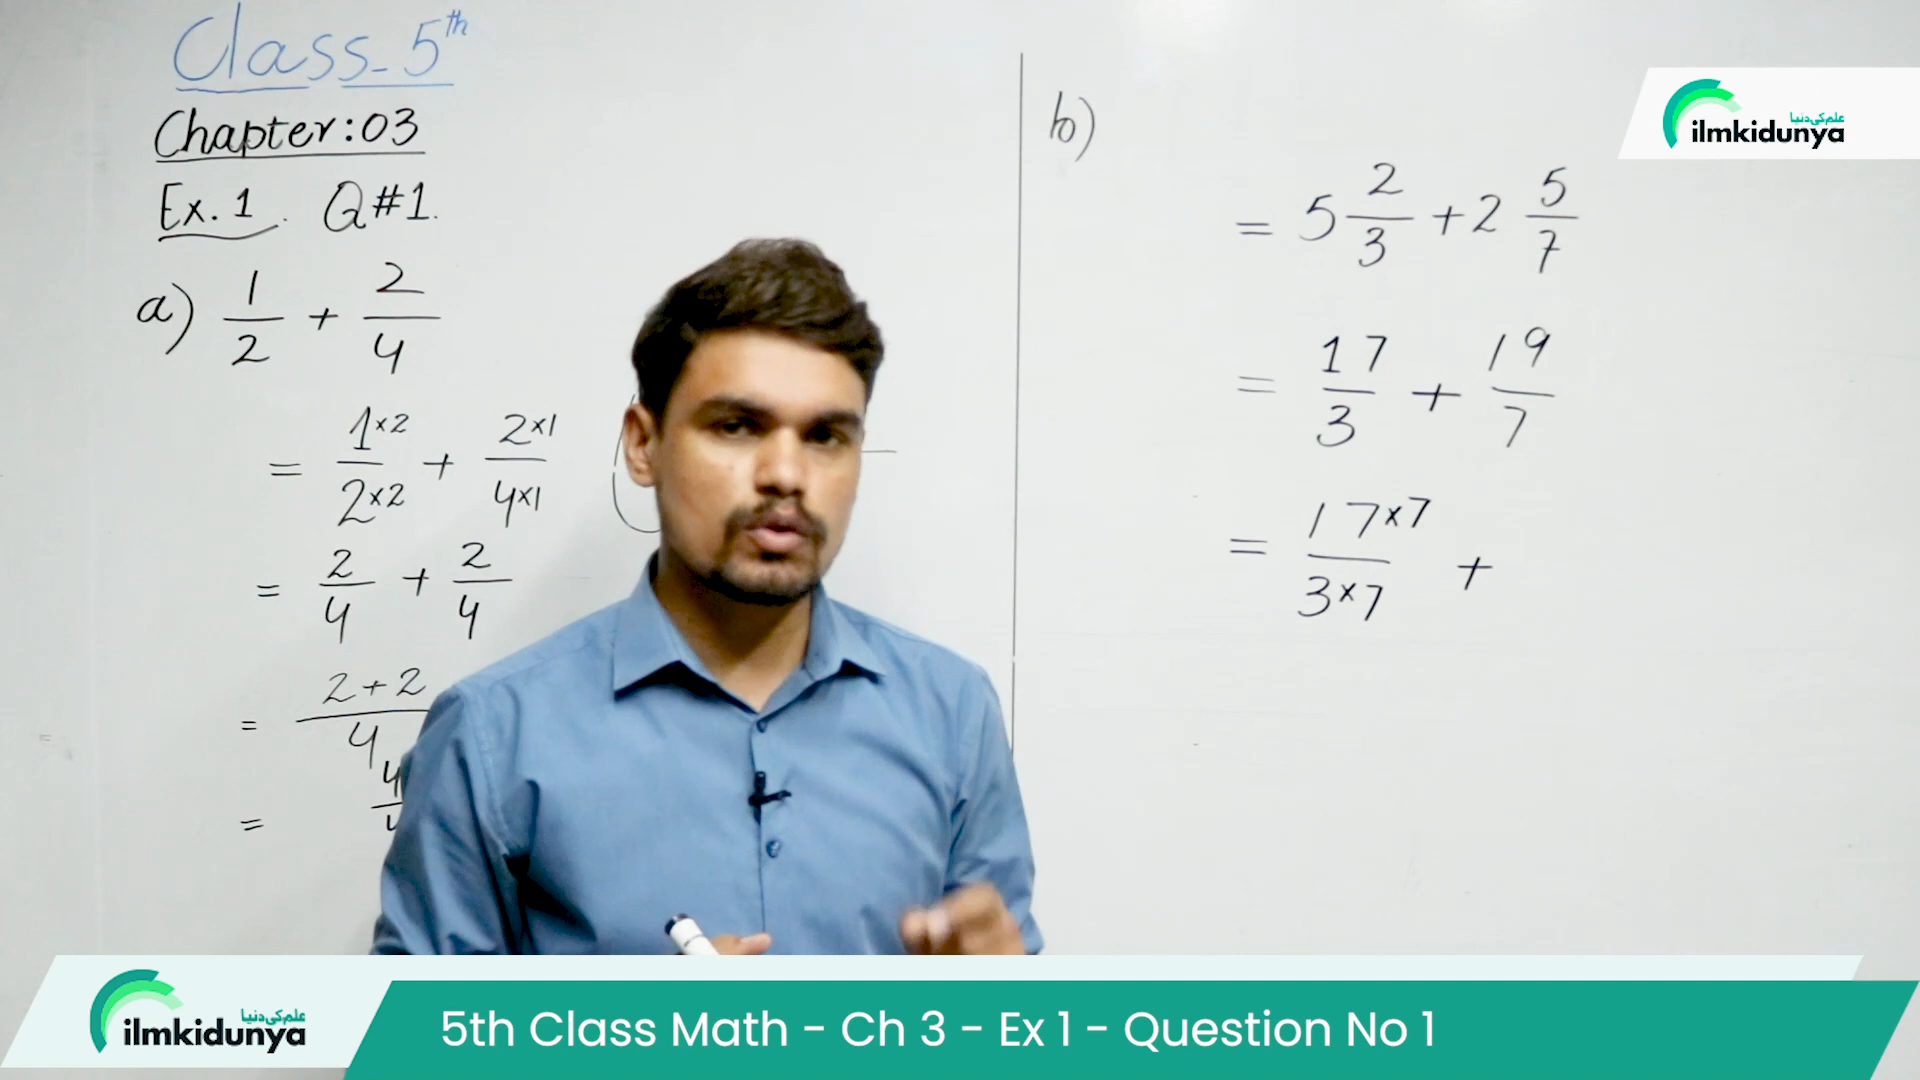 Class-5th
Chapter:03
Ex.1. Q#1.
a) 1/2 + 2/4
= 1×2/2×2 + 2×1/4×1
= 2/4 + 2/4
= 2+2/4
= 4/
b)
= 5 2/3 + 2 5/7
= 17/3 + 19/7
= 17×7/3×7 +
علم کی دنیا
ilmkidunya
علم کی دنیا
ilmkidunya
5th Class Math - Ch 3 - Ex 1 - Question No 1